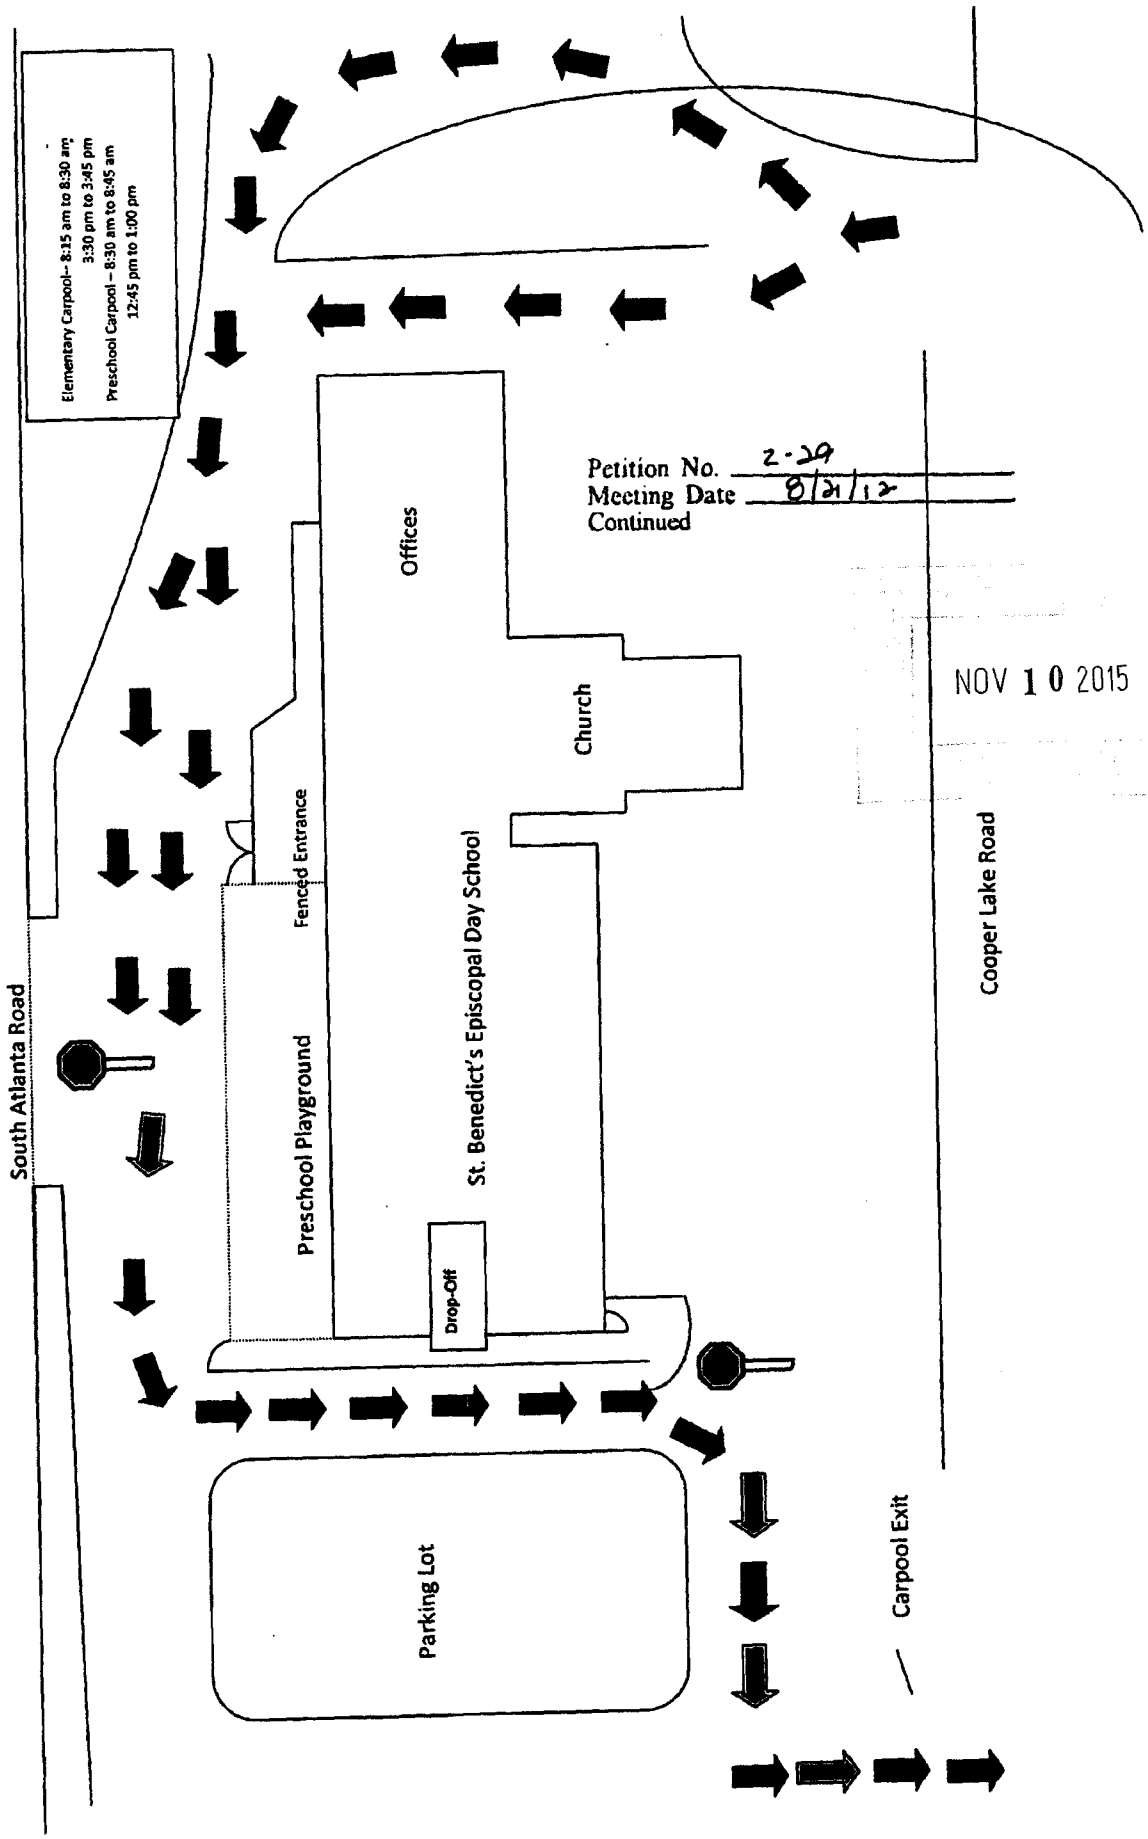 South Atlanta Road
Elementary Carpool-- 8:15 am to 8:30 am;
3:30 pm to 3:45 pm
Preschool Carpool – 8:30 am to 8:45 am
12:45 pm to 1:00 pm
Petition No. Z-29
Meeting Date 8/21/12
Continued
Offices
Church
Fenced Entrance
Preschool Playground
St. Benedict's Episcopal Day School
Drop-Off
Parking Lot
NOV 10 2015
Cooper Lake Road
Carpool Exit